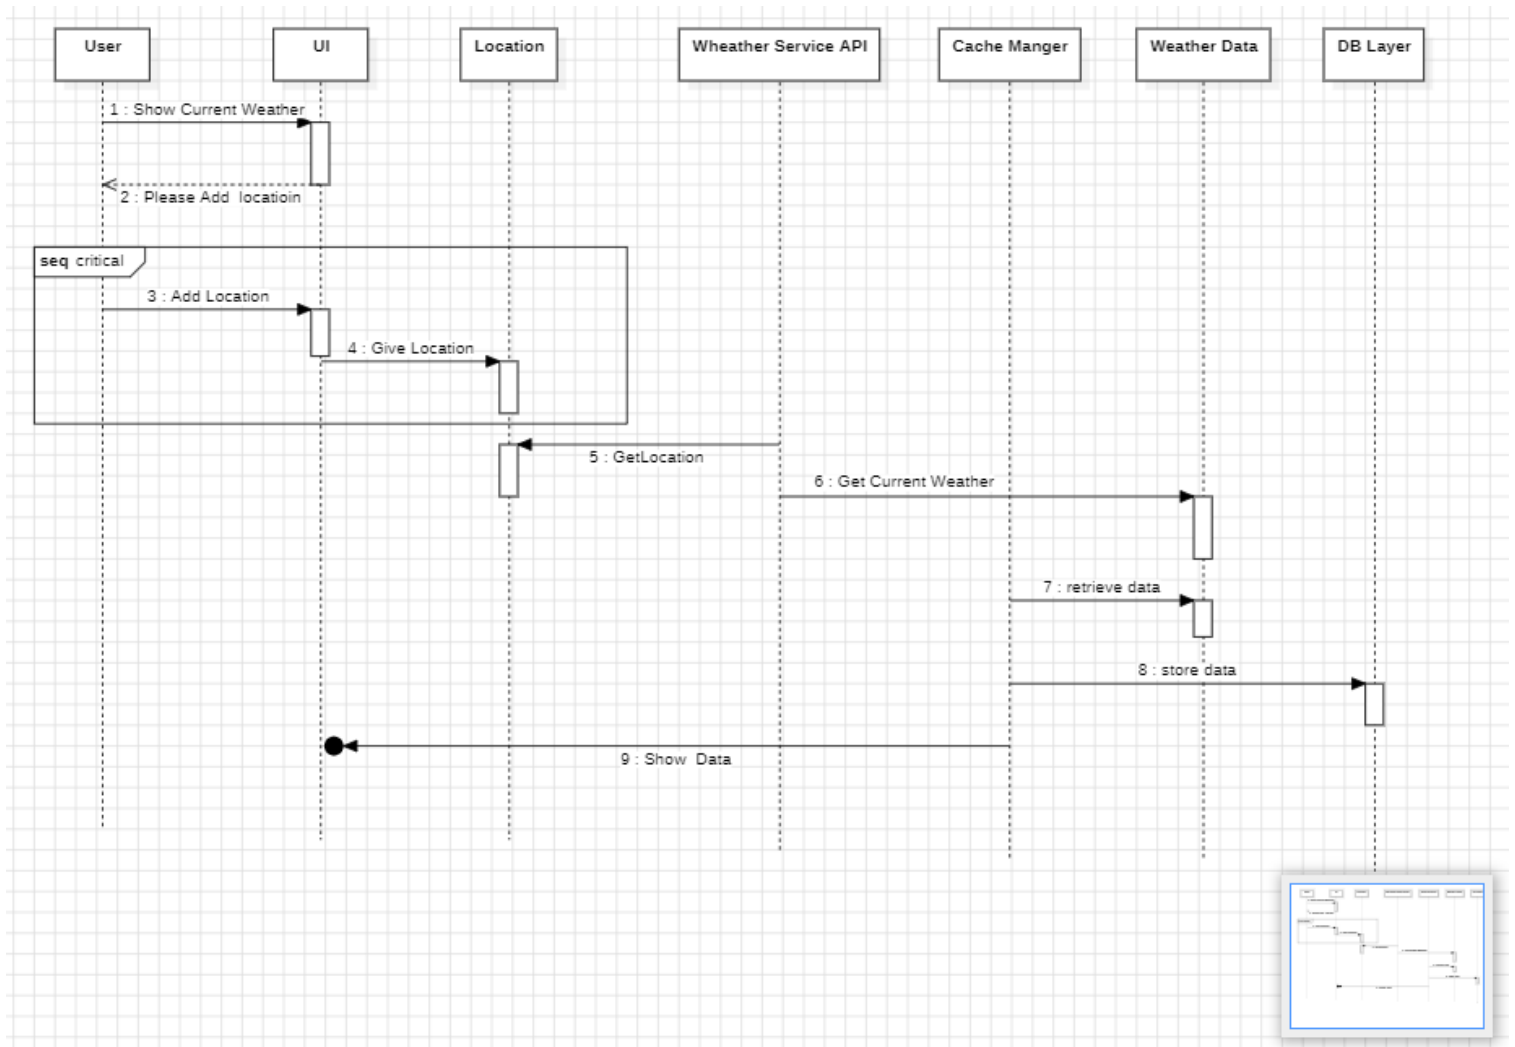 User
UI
Location
Wheather Service API
Cache Manger
Weather Data
DB Layer
1 : Show Current Weather
2 : Please Add locatioin
seq critical
3 : Add Location
4 : Give Location
5 : GetLocation
6 : Get Current Weather
7 : retrieve data
8 : store data
9 : Show Data